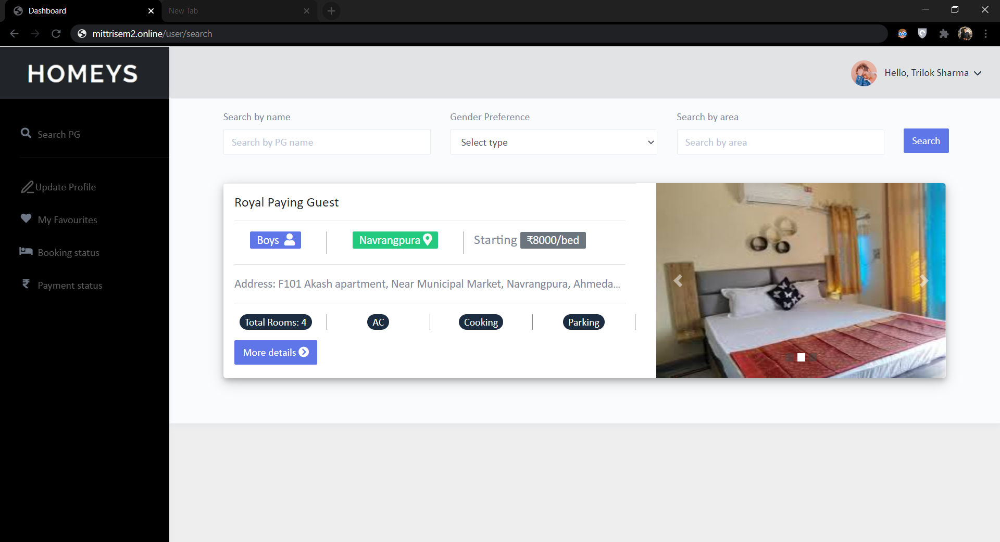 Dashboard
New Tab
mittrisem2.online/user/search
HOMEYS
Hello, Trilok Sharma
Search PG
Update Profile
My Favourites
Booking status
Payment status
Search by name
Gender Preference
Search by area
Search by PG name
Select type
Search by area
Search
Royal Paying Guest
Boys
Navrangpura
Starting ₹8000/bed
Address: F101 Akash apartment, Near Municipal Market, Navrangpura, Ahmeda...
Total Rooms: 4
AC
Cooking
Parking
More details